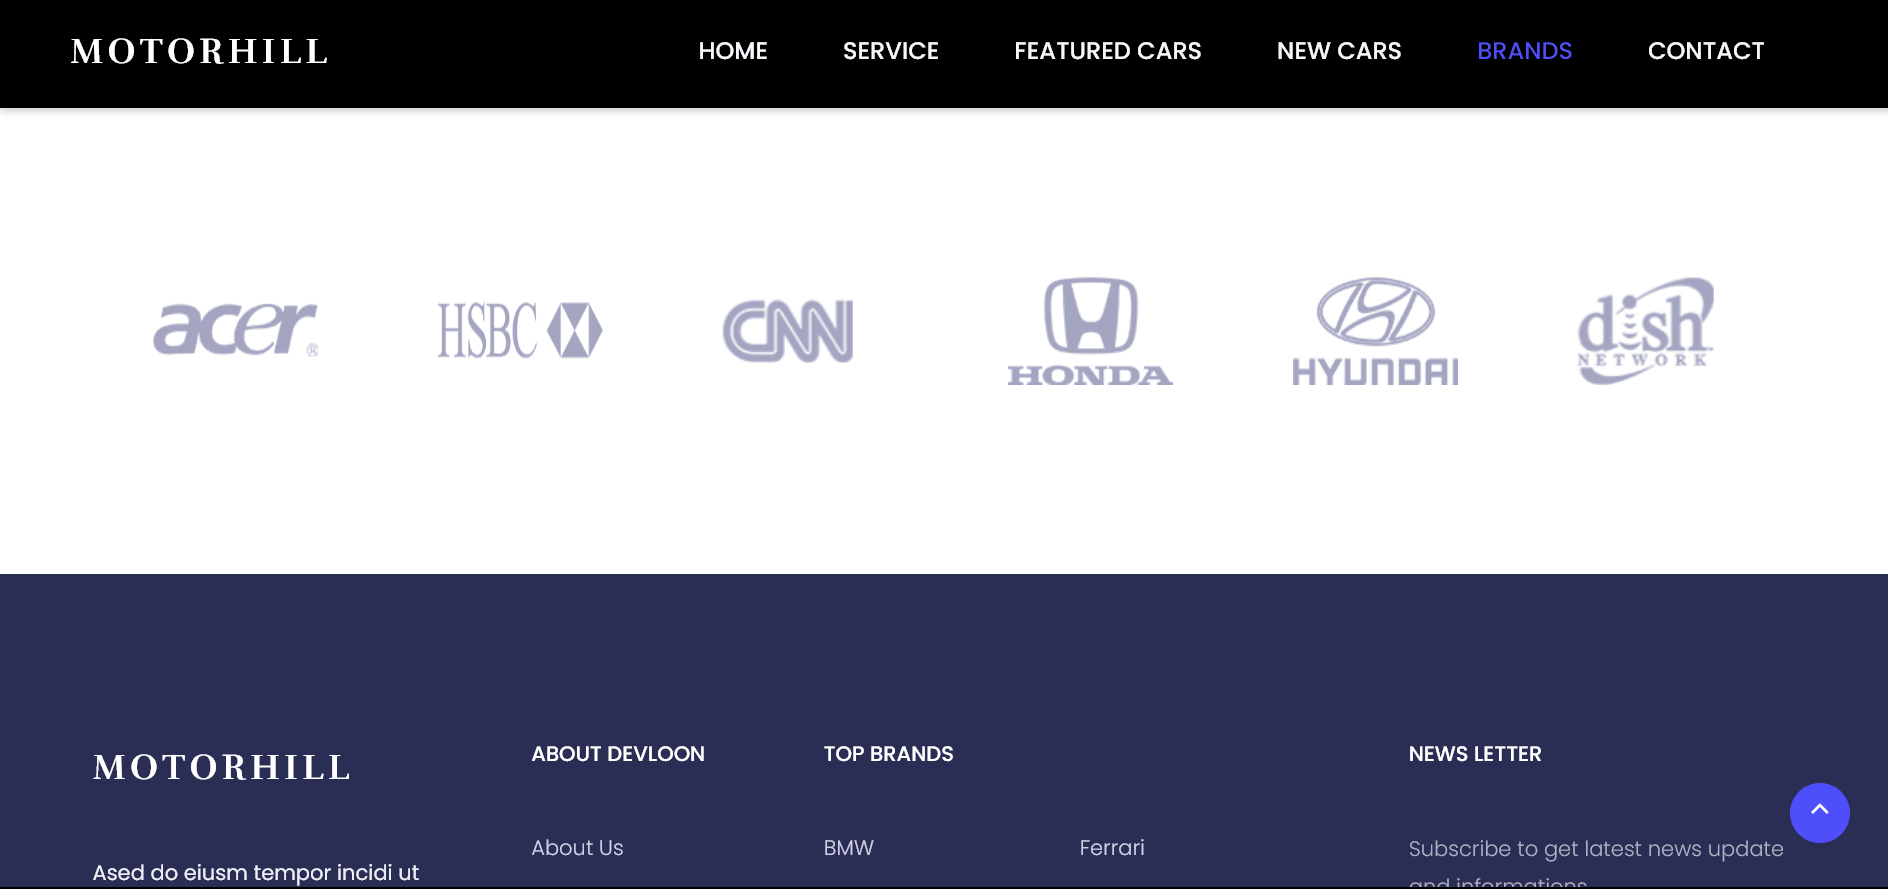 MOTORHILL
HOME SERVICE FEATURED CARS NEW CARS BRANDS CONTACT
acer ®
HSBC
CNN
HONDA
HYUNDAI
dish
NETWORK
MOTORHILL
Ased do eiusm tempor incidi ut
ABOUT DEVLOON
About Us
TOP BRANDS
BMW
Ferrari
NEWS LETTER
Subscribe to get latest news update
and informations